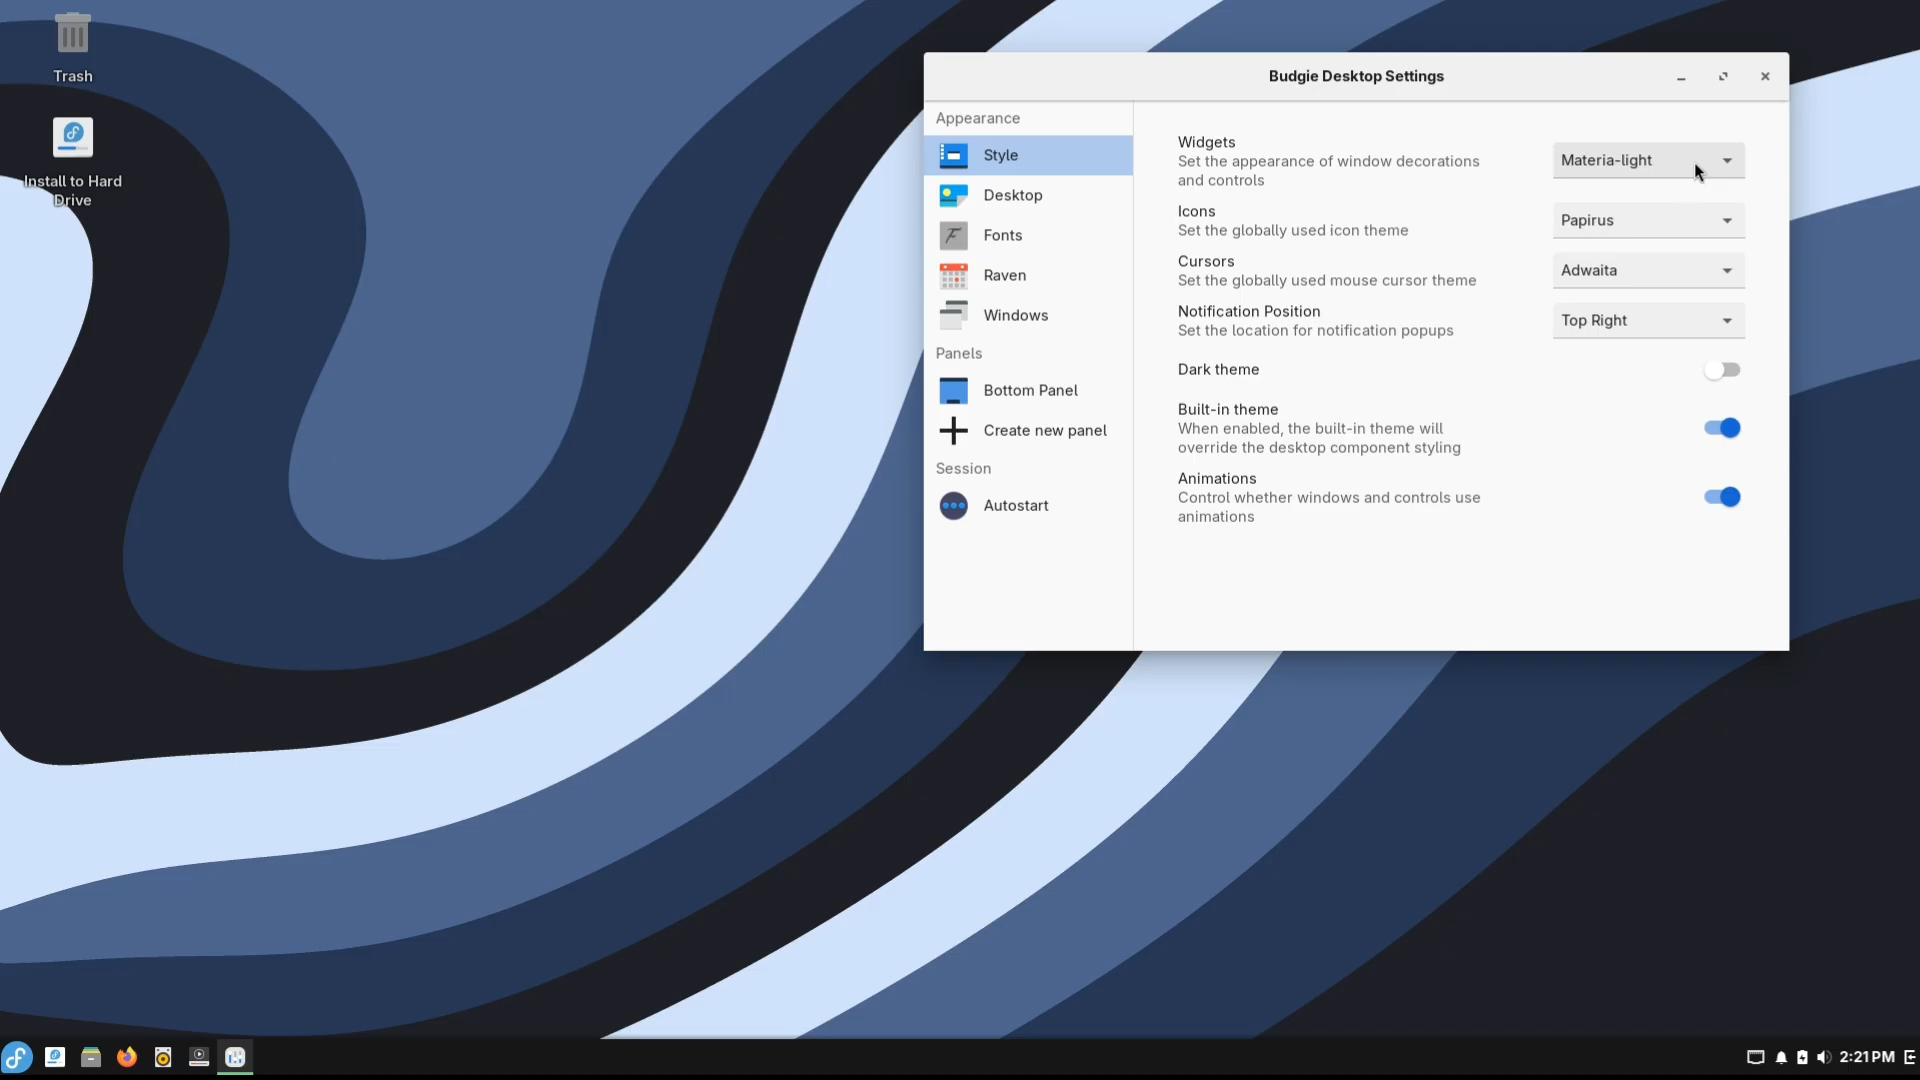 Trash
Install to Hard
Drive
Budgie Desktop Settings
Appearance
Style
Desktop
Fonts
Raven
Windows
Panels
Bottom Panel
Create new panel
Session
Autostart
Widgets
Set the appearance of window decorations
and controls
Materia-light
Icons
Set the globally used icon theme
Papirus
Cursors
Set the globally used mouse cursor theme
Adwaita
Notification Position
Set the location for notification popups
Top Right
Dark theme
Built-in theme
When enabled, the built-in theme will
override the desktop component styling
Animations
Control whether windows and controls use
animations
2:21 PM